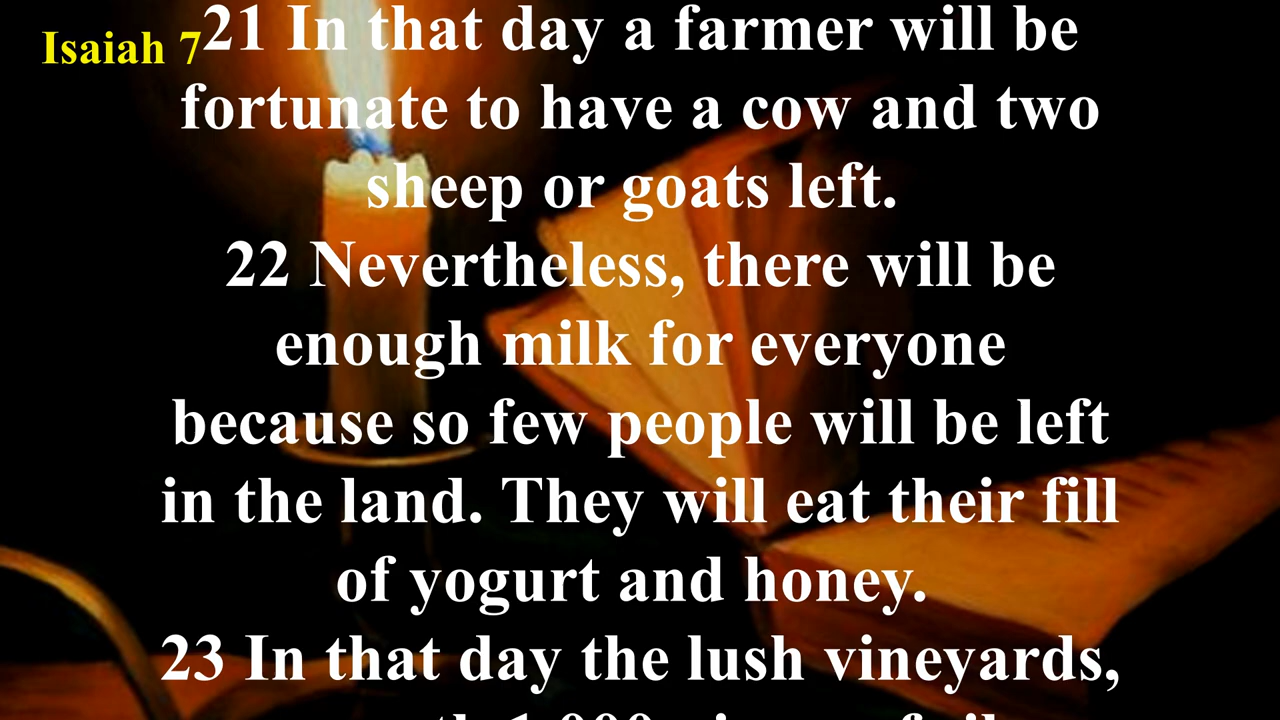 Isaiah 7
21 In that day a farmer will be
fortunate to have a cow and two
sheep or goats left.
22 Nevertheless, there will be
enough milk for everyone
because so few people will be left
in the land. They will eat their fill
of yogurt and honey.
23 In that day the lush vineyards,